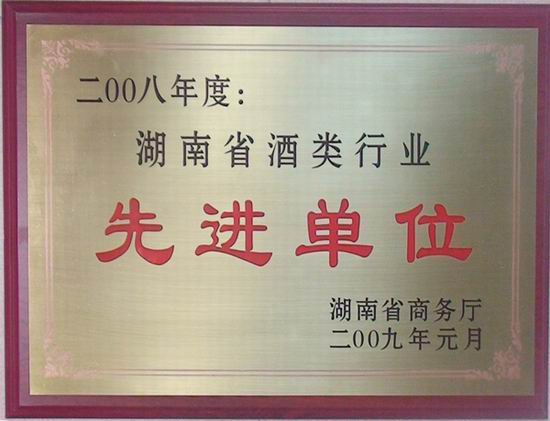 二00八年度:
湖南省酒类行业
先进单位
湖南省商务厅
二00九年元月